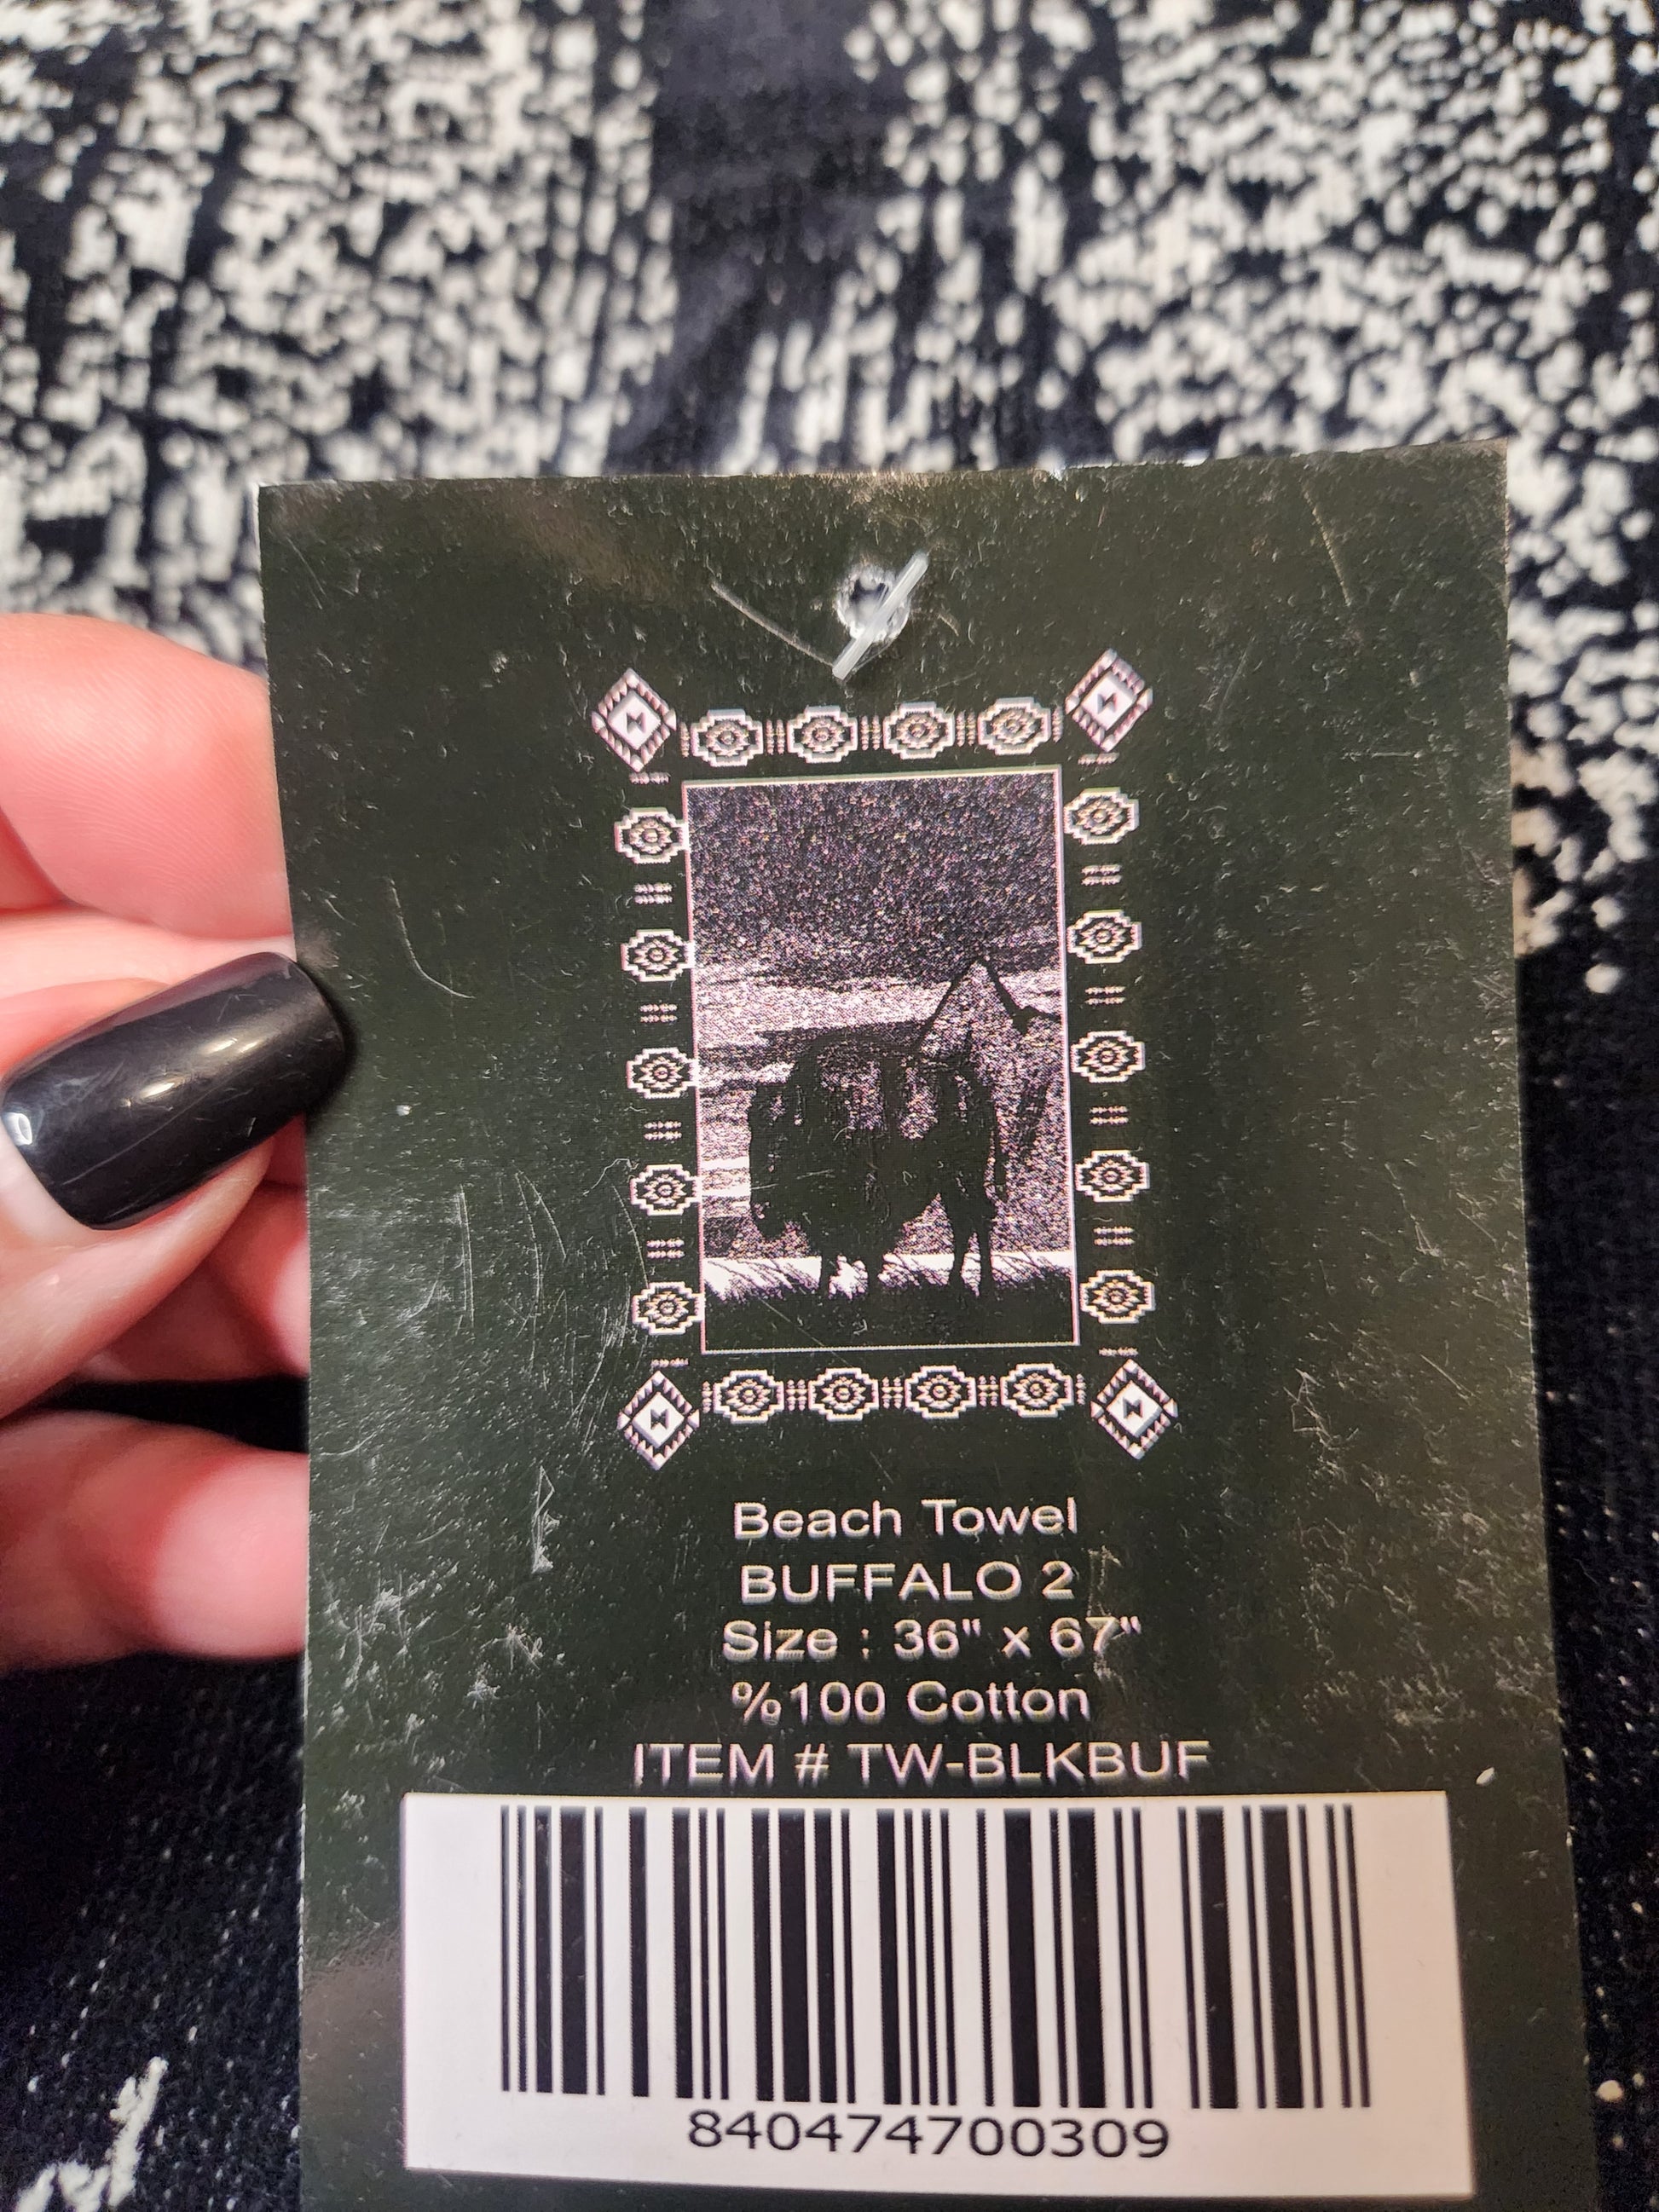 Beach Towel
BUFFALO 2
Size : 36" x 67"
%100 Cotton
ITEM # TW-BLKBUF
840474700309